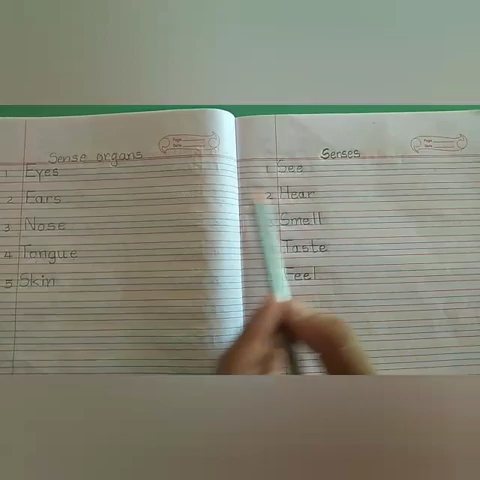 Sense organs
1 Eyes
2 Ears
3 Nose
4 Tongue
5 Skin
Senses
1 See
2 Hear
Smell
Taste
Feel